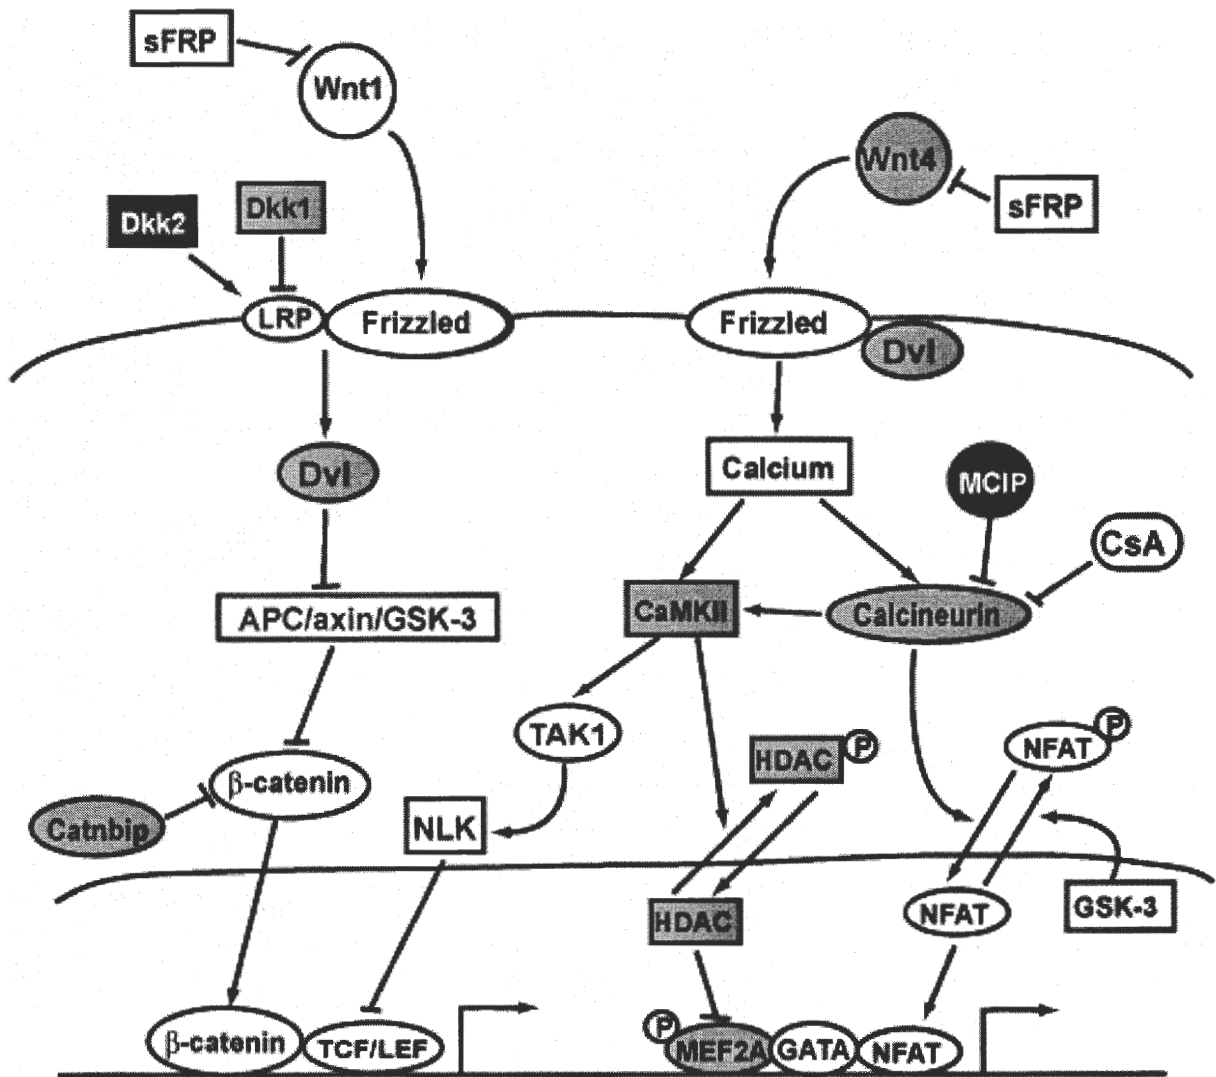 sFRP
Wnt1
Wnt4
sFRP
Dkk2
Dkk1
LRP
Frizzled
Frizzled
Dvl
Dvl
Calcium
MCIP
CsA
APC/axin/GSK-3
CaMKII
Calcineurin
TAK1
HDAC
P
NFAT
P
β-catenin
Catnbip
NLK
HDAC
NFAT
GSK-3
β-catenin
TCF/LEF
P
MEF2A
GATA
NFAT